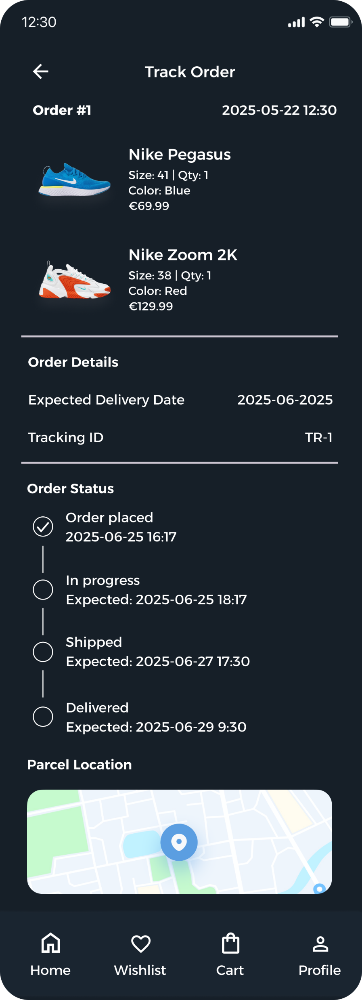 12:30
Track Order
Order #1
2025-05-22 12:30
Nike Pegasus
Size: 41 | Qty: 1
Color: Blue
€69.99
Nike Zoom 2K
Size: 38 | Qty: 1
Color: Red
€129.99
Order Details
Expected Delivery Date
2025-06-2025
Tracking ID
TR-1
Order Status
Order placed
2025-06-25 16:17
In progress
Expected: 2025-06-25 18:17
Shipped
Expected: 2025-06-27 17:30
Delivered
Expected: 2025-06-29 9:30
Parcel Location
Home
Wishlist
Cart
Profile